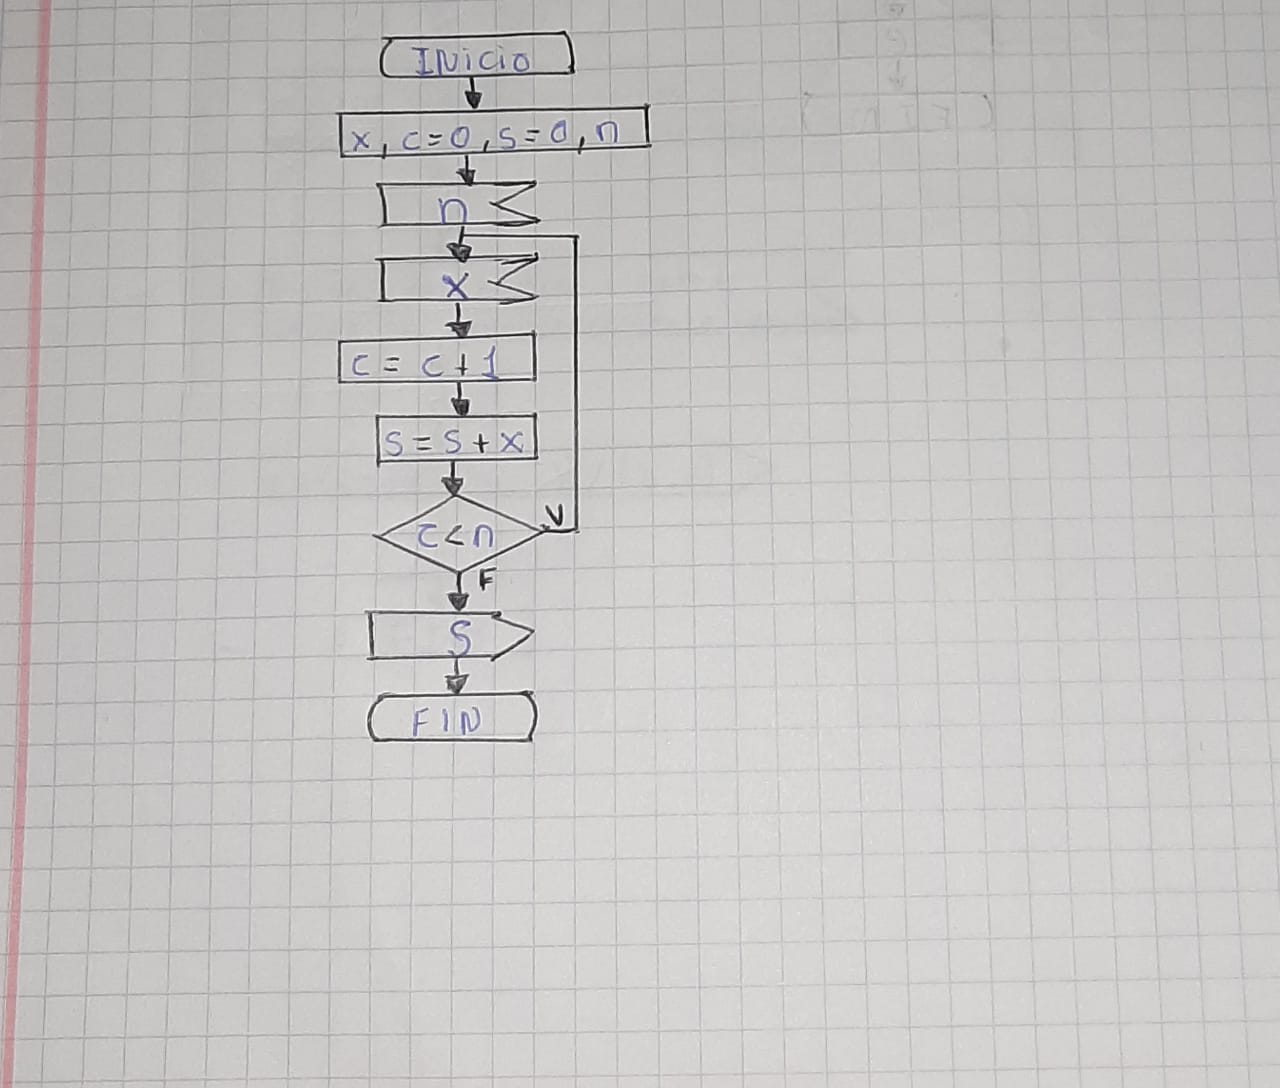 INicio
x, c=0, s=0, n
n
x
c = c + 1
s = s + x
c < n
V
F
S
FIN